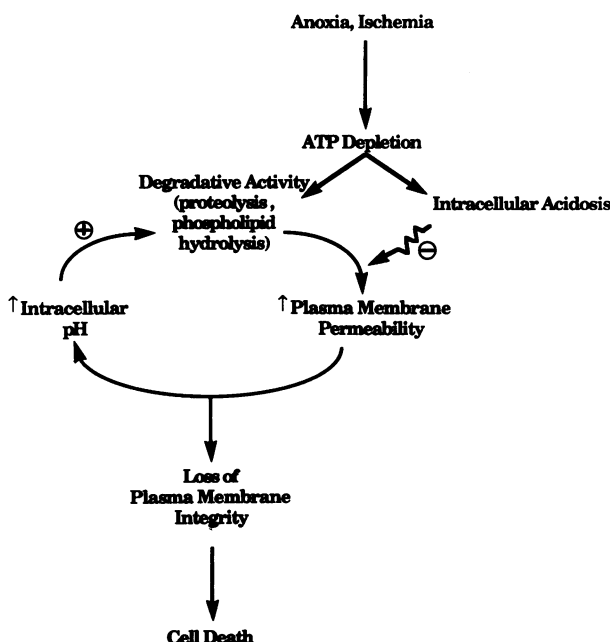 Anoxia, Ischemia
ATP Depletion
Degradative Activity
(proteolysis,
phospholipid
hydrolysis)
Intracellular Acidosis
⊕
⊖
↑Intracellular
pH
↑Plasma Membrane
Permeability
Loss of
Plasma Membrane
Integrity
Cell Death